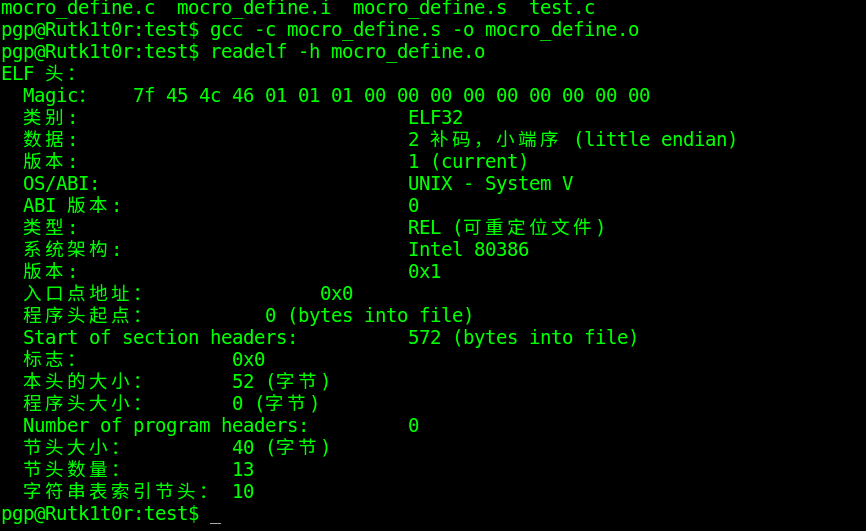 mocro_define.c  mocro_define.i  mocro_define.s  test.c
pgp@Rutk1t0r:test$ gcc -c mocro_define.s -o mocro_define.o
pgp@Rutk1t0r:test$ readelf -h mocro_define.o
ELF 头：
  Magic：    7f 45 4c 46 01 01 01 00 00 00 00 00 00 00 00 00
  类别:                              ELF32
  数据:                              2 补码，小端序 (little endian)
  版本:                              1 (current)
  OS/ABI:                            UNIX - System V
  ABI 版本:                          0
  类型:                              REL (可重定位文件)
  系统架构:                          Intel 80386
  版本:                              0x1
  入口点地址：                0x0
  程序头起点：           0 (bytes into file)
  Start of section headers:          572 (bytes into file)
  标志：              0x0
  本头的大小：        52 (字节)
  程序头大小：        0 (字节)
  Number of program headers:         0
  节头大小：          40 (字节)
  节头数量：          13
  字符串表索引节头： 10
pgp@Rutk1t0r:test$ _